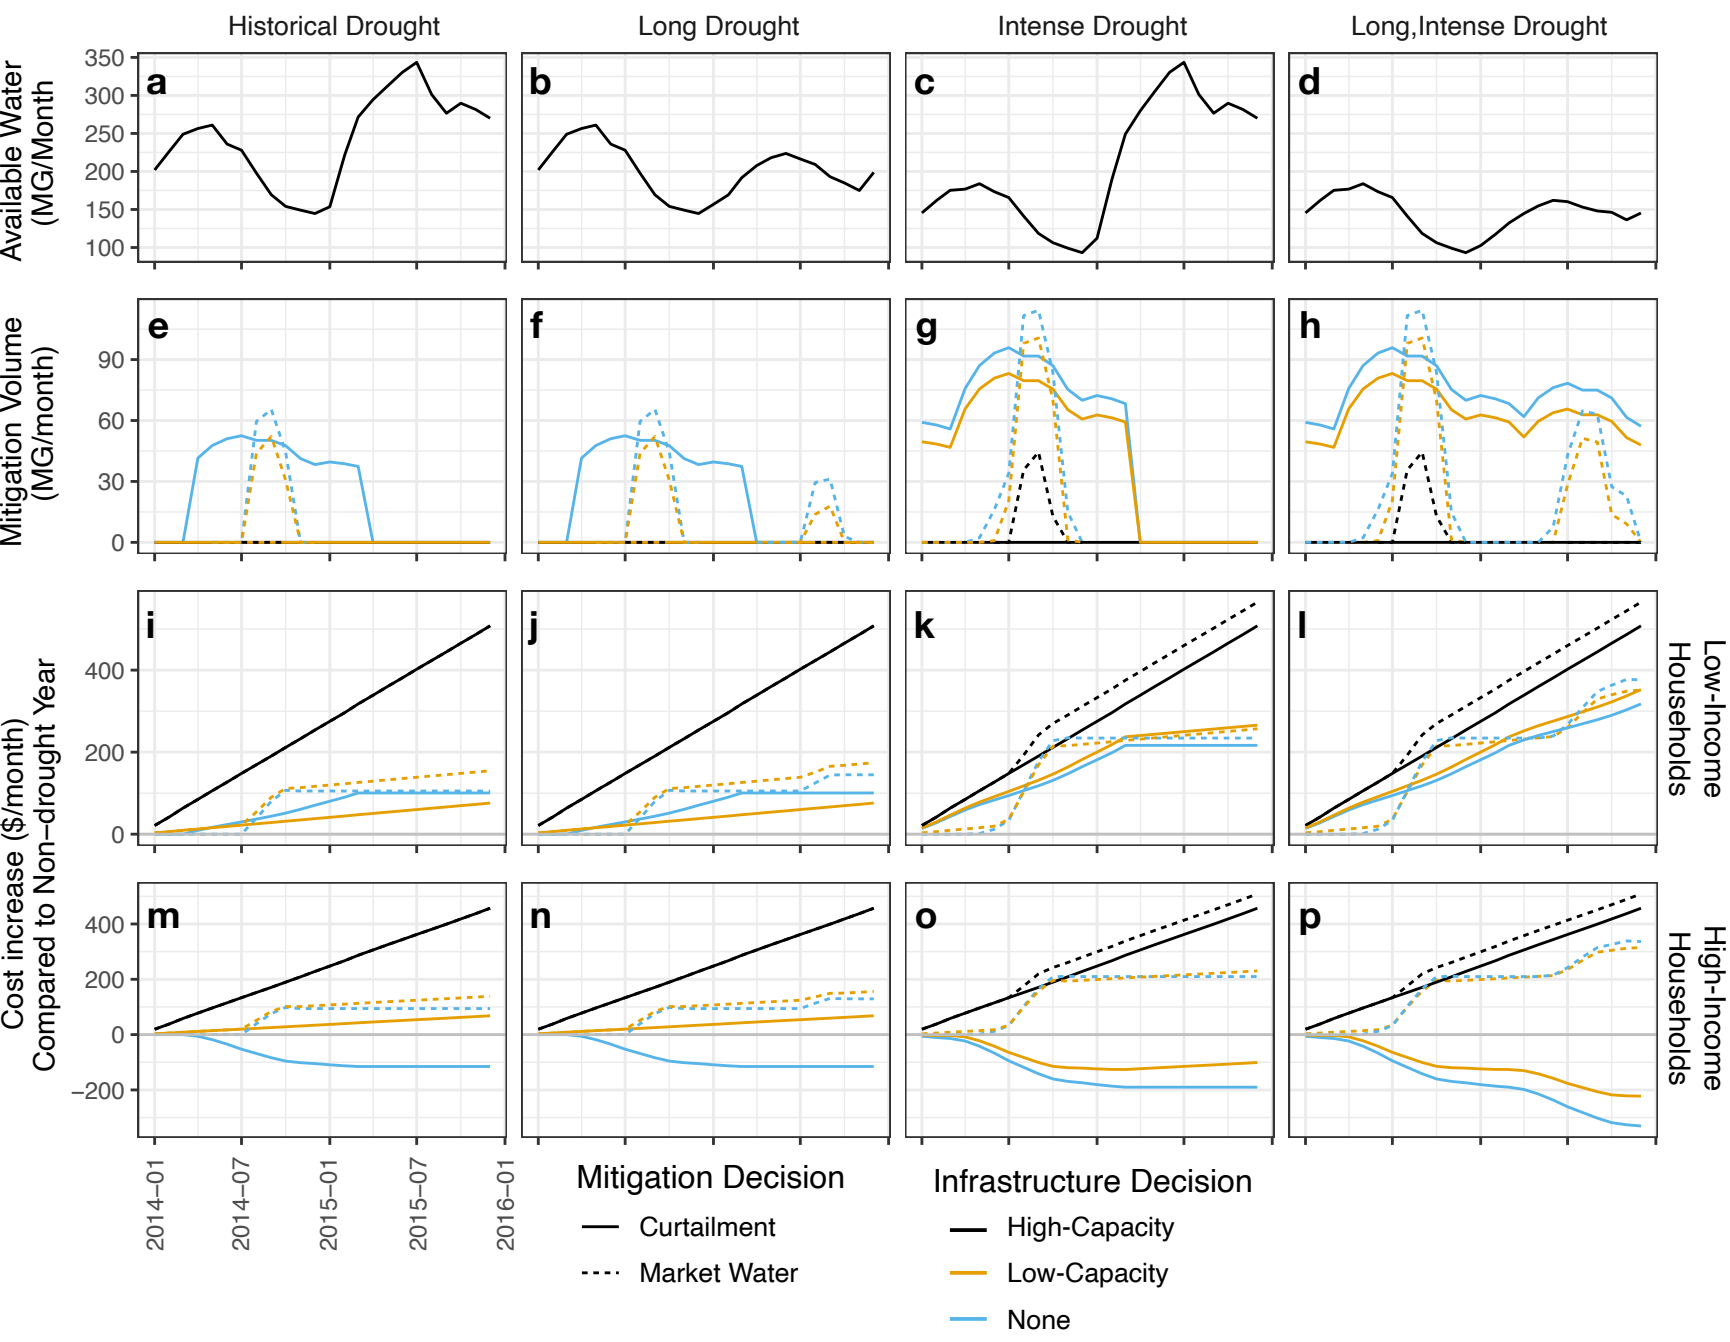 Historical Drought
Long Drought
Intense Drought
Long,Intense Drought
Available Water
(MG/Month
350
300
250
200
150
100
a
b
c
d
Mitigation Volume
(MG/month)
90
60
30
0
e
f
g
h
Cost increase ($/month)
Compared to Non−drought Year
400
200
0
i
j
k
l
Low-Income
Households
400
200
0
−200
m
n
o
p
High-Income
Households
2014−01
2014−07
2015−01
2015−07
2016−01
Mitigation Decision
Curtailment
Market Water
Infrastructure Decision
High-Capacity
Low-Capacity
None